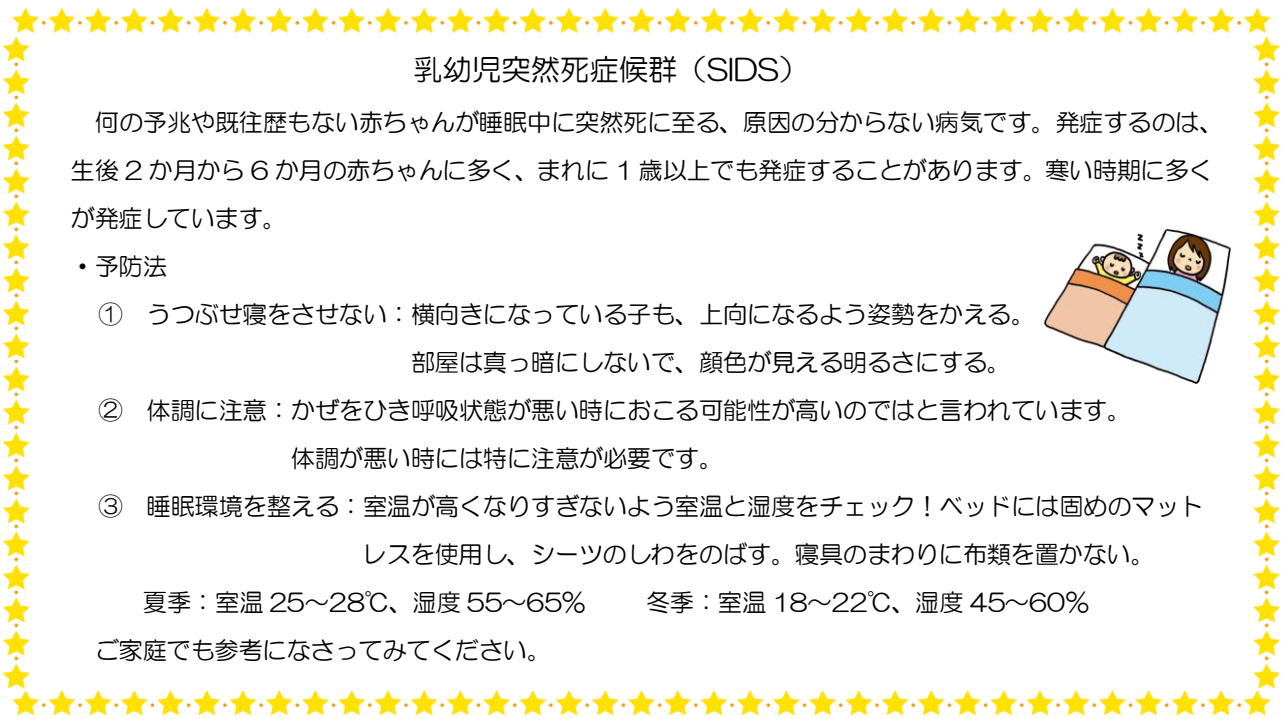 乳幼児突然死症候群（SIDS）
何の予兆や既往歴もない赤ちゃんが睡眠中に突然死に至る、原因の分からない病気です。発症するのは、
生後２か月から６か月の赤ちゃんに多く、まれに１歳以上でも発症することがあります。寒い時期に多く
が発症しています。
・予防法
① うつぶせ寝をさせない：横向きになっている子も、上向になるよう姿勢をかえる。
部屋は真っ暗にしないで、顔色が見える明るさにする。
② 体調に注意：かぜをひき呼吸状態が悪い時におこる可能性が高いのではと言われています。
体調が悪い時には特に注意が必要です。
③ 睡眠環境を整える：室温が高くなりすぎないよう室温と湿度をチェック！ベッドには固めのマット
レスを使用し、シーツのしわをのばす。寝具のまわりに布類を置かない。
夏季：室温 25～28℃、湿度 55～65%　　冬季：室温 18～22℃、湿度 45～60%
ご家庭でも参考になさってみてください。
zzz